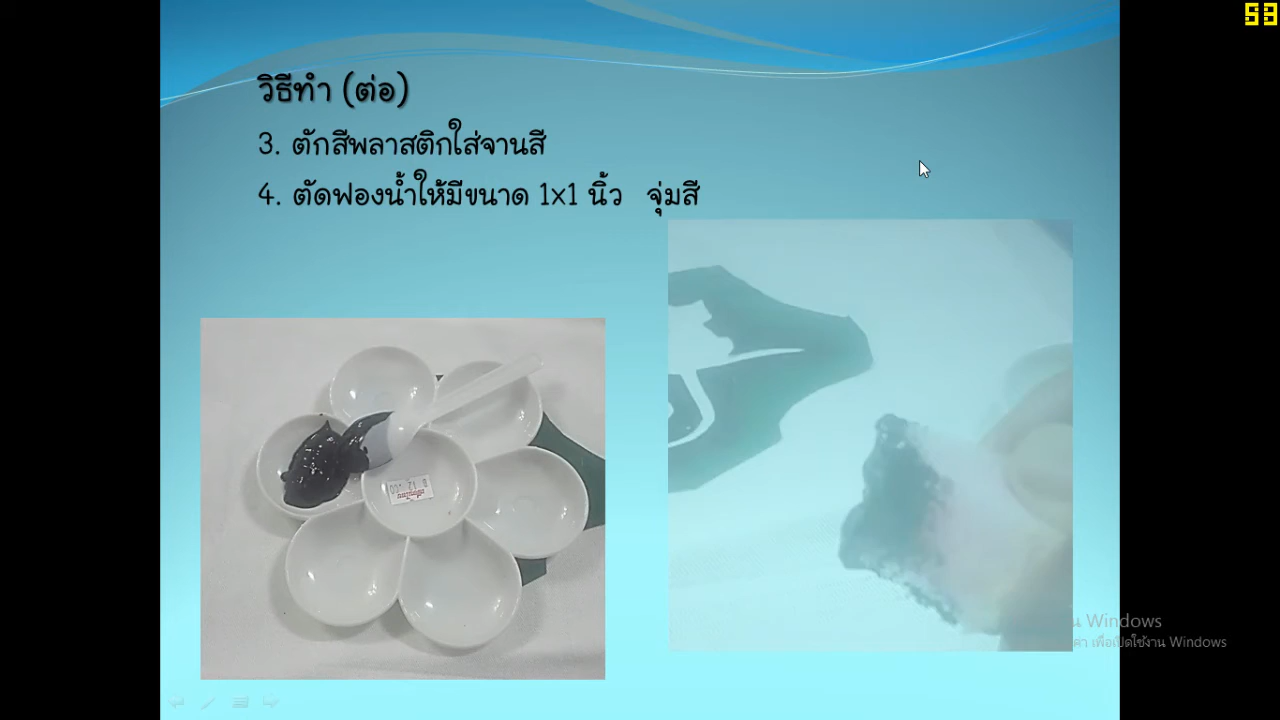 53
วิธีทำ (ต่อ)
3. ตักสีพลาสติกใส่จานสี
4. ตัดฟองน้ำให้มีขนาด 1x1 นิ้ว จุ่มสี
Windows
เพื่อเปิดใช้งาน Windows